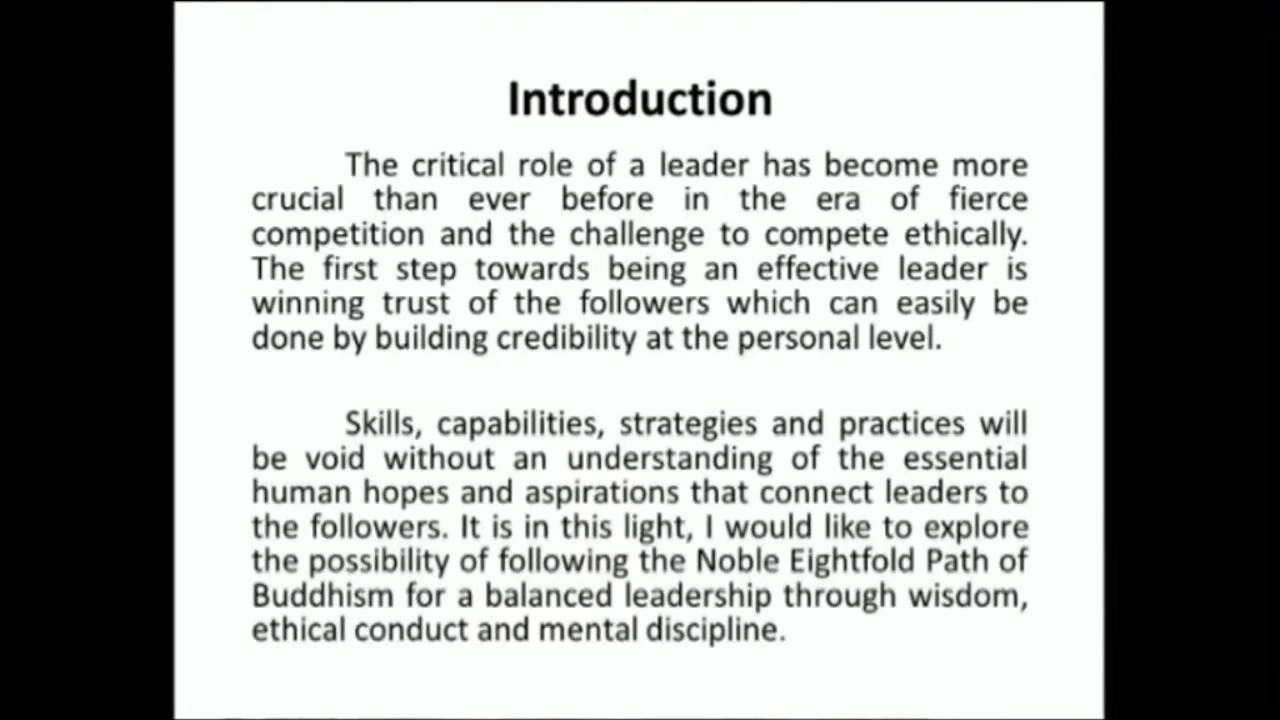 Introduction
The critical role of a leader has become more
crucial than ever before in the era of fierce
competition and the challenge to compete ethically.
The first step towards being an effective leader is
winning trust of the followers which can easily be
done by building credibility at the personal level.
Skills, capabilities, strategies and practices will
be void without an understanding of the essential
human hopes and aspirations that connect leaders to
the followers. It is in this light, I would like to explore
the possibility of following the Noble Eightfold Path of
Buddhism for a balanced leadership through wisdom,
ethical conduct and mental discipline.